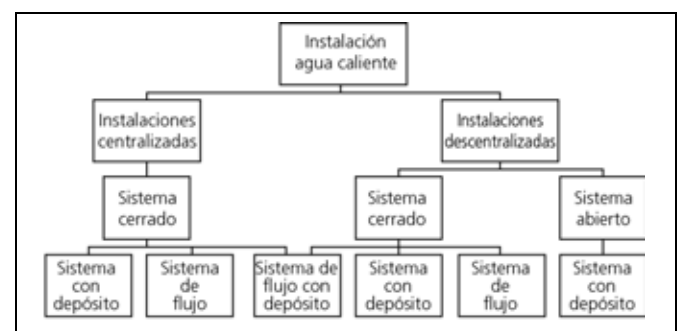 Instalación
agua caliente
Instalaciones
centralizadas
Instalaciones
descentralizadas
Sistema
cerrado
Sistema
cerrado
Sistema
abierto
Sistema
con
depósito
Sistema
de
flujo
Sistema de
flujo con
depósito
Sistema
con
depósito
Sistema
de
flujo
Sistema
con
depósito